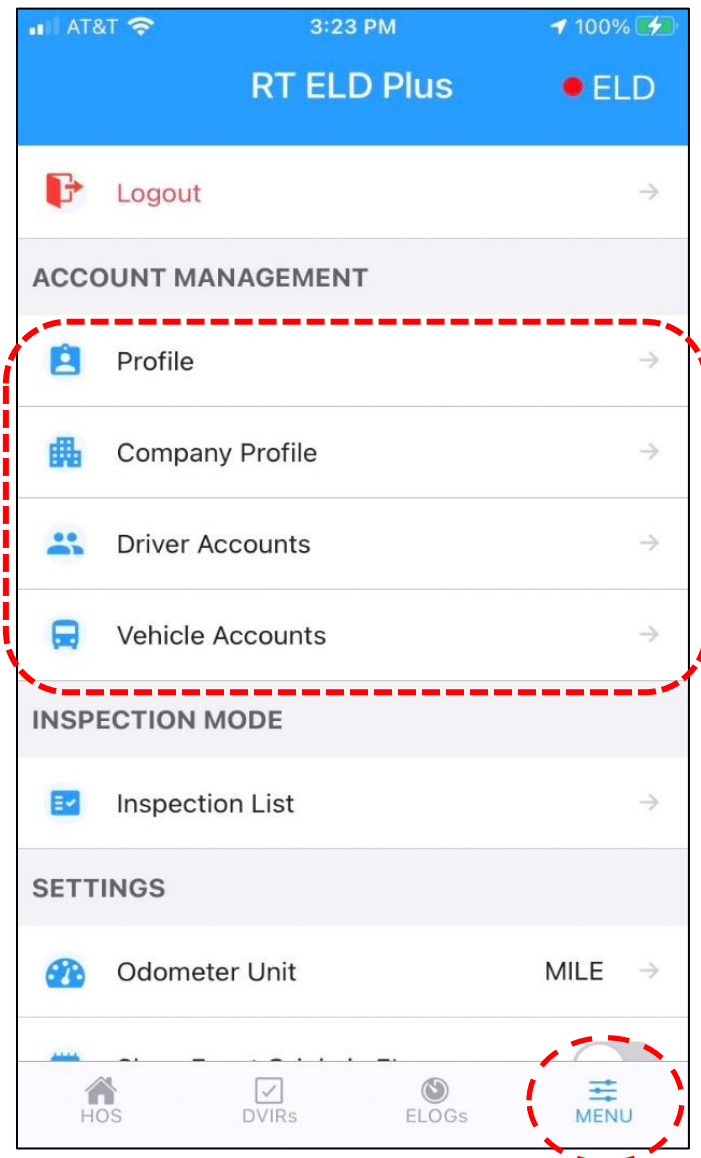 AT&T 3:23 PM 100%
RT ELD Plus ELD
Logout
ACCOUNT MANAGEMENT
Profile
Company Profile
Driver Accounts
Vehicle Accounts
INSPECTION MODE
Inspection List
SETTINGS
Odometer Unit MILE
HOS DVIRs ELOGs MENU